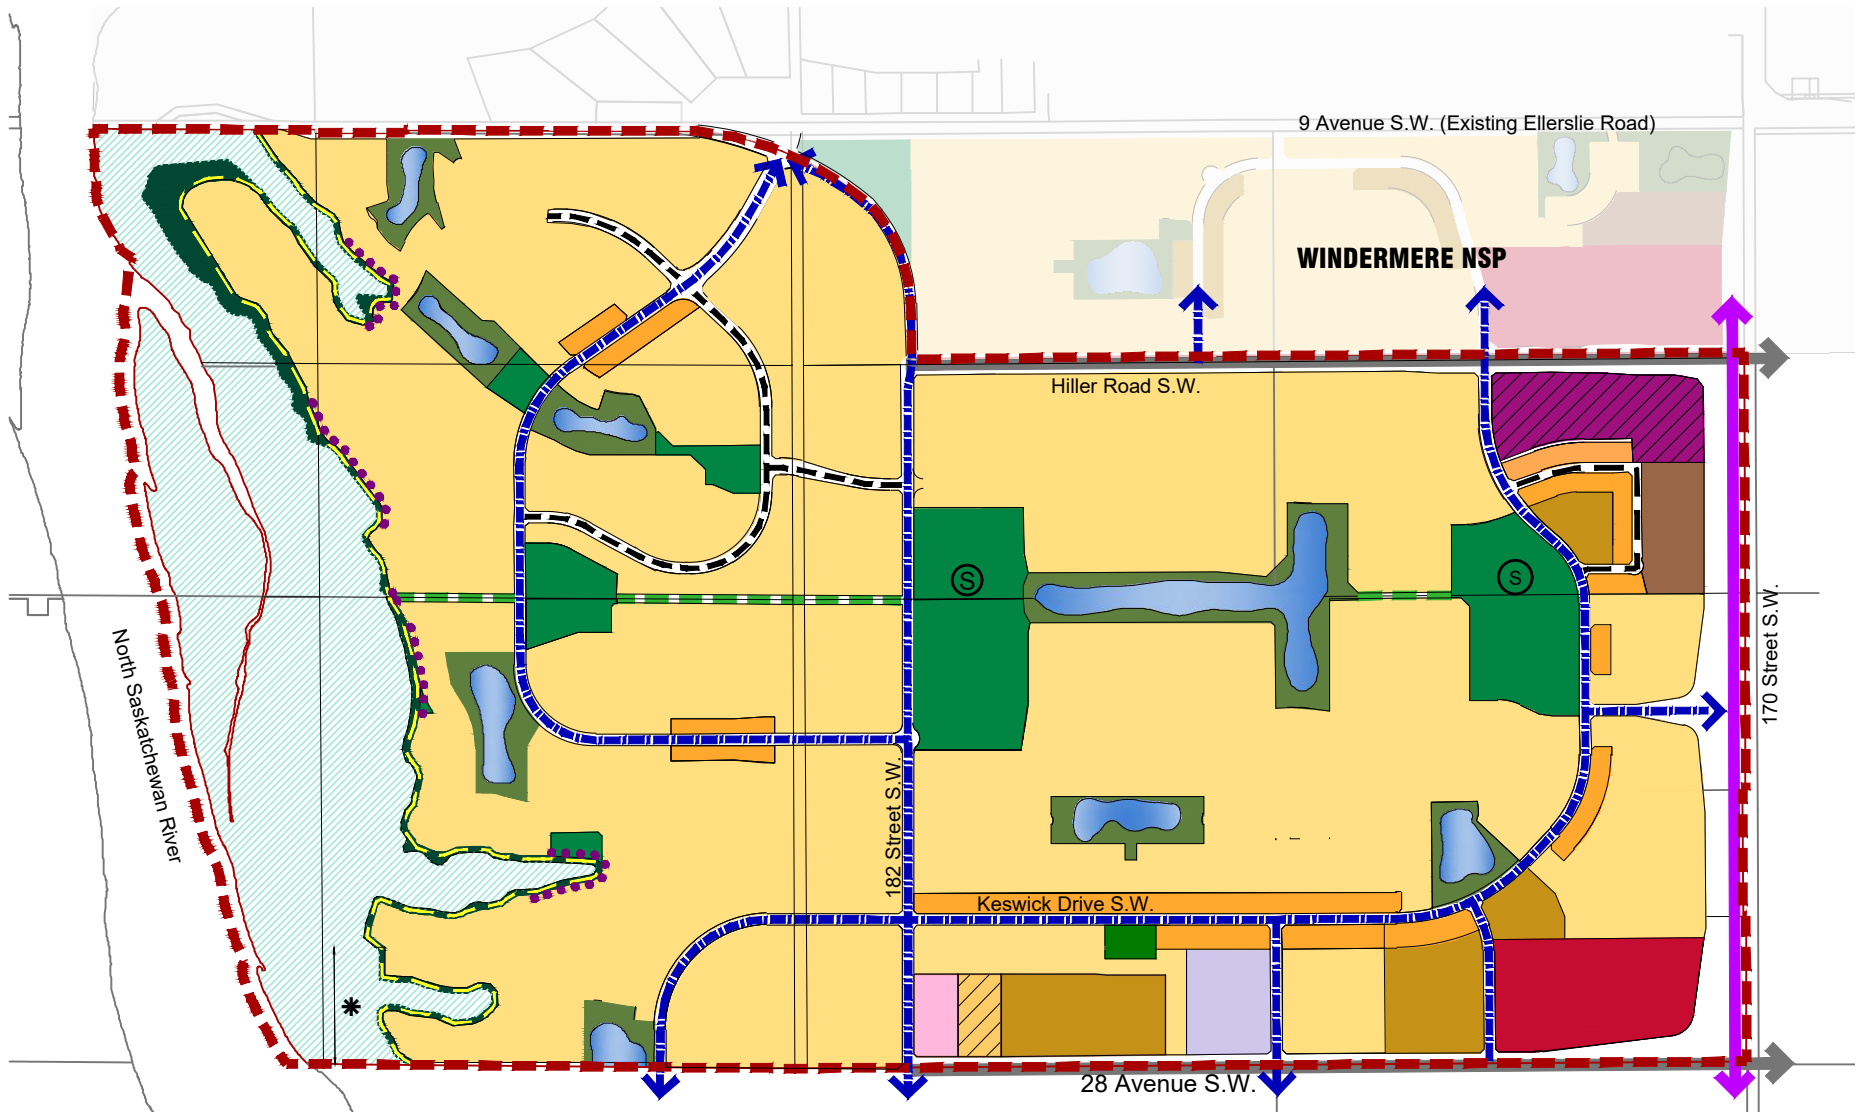 9 Avenue S.W. (Existing Ellerslie Road)
WINDERMERE NSP
Hiller Road S.W.
S
S
North Saskatchewan River
170 Street S.W.
182 Street S.W.
Keswick Drive S.W.
*
28 Avenue S.W.